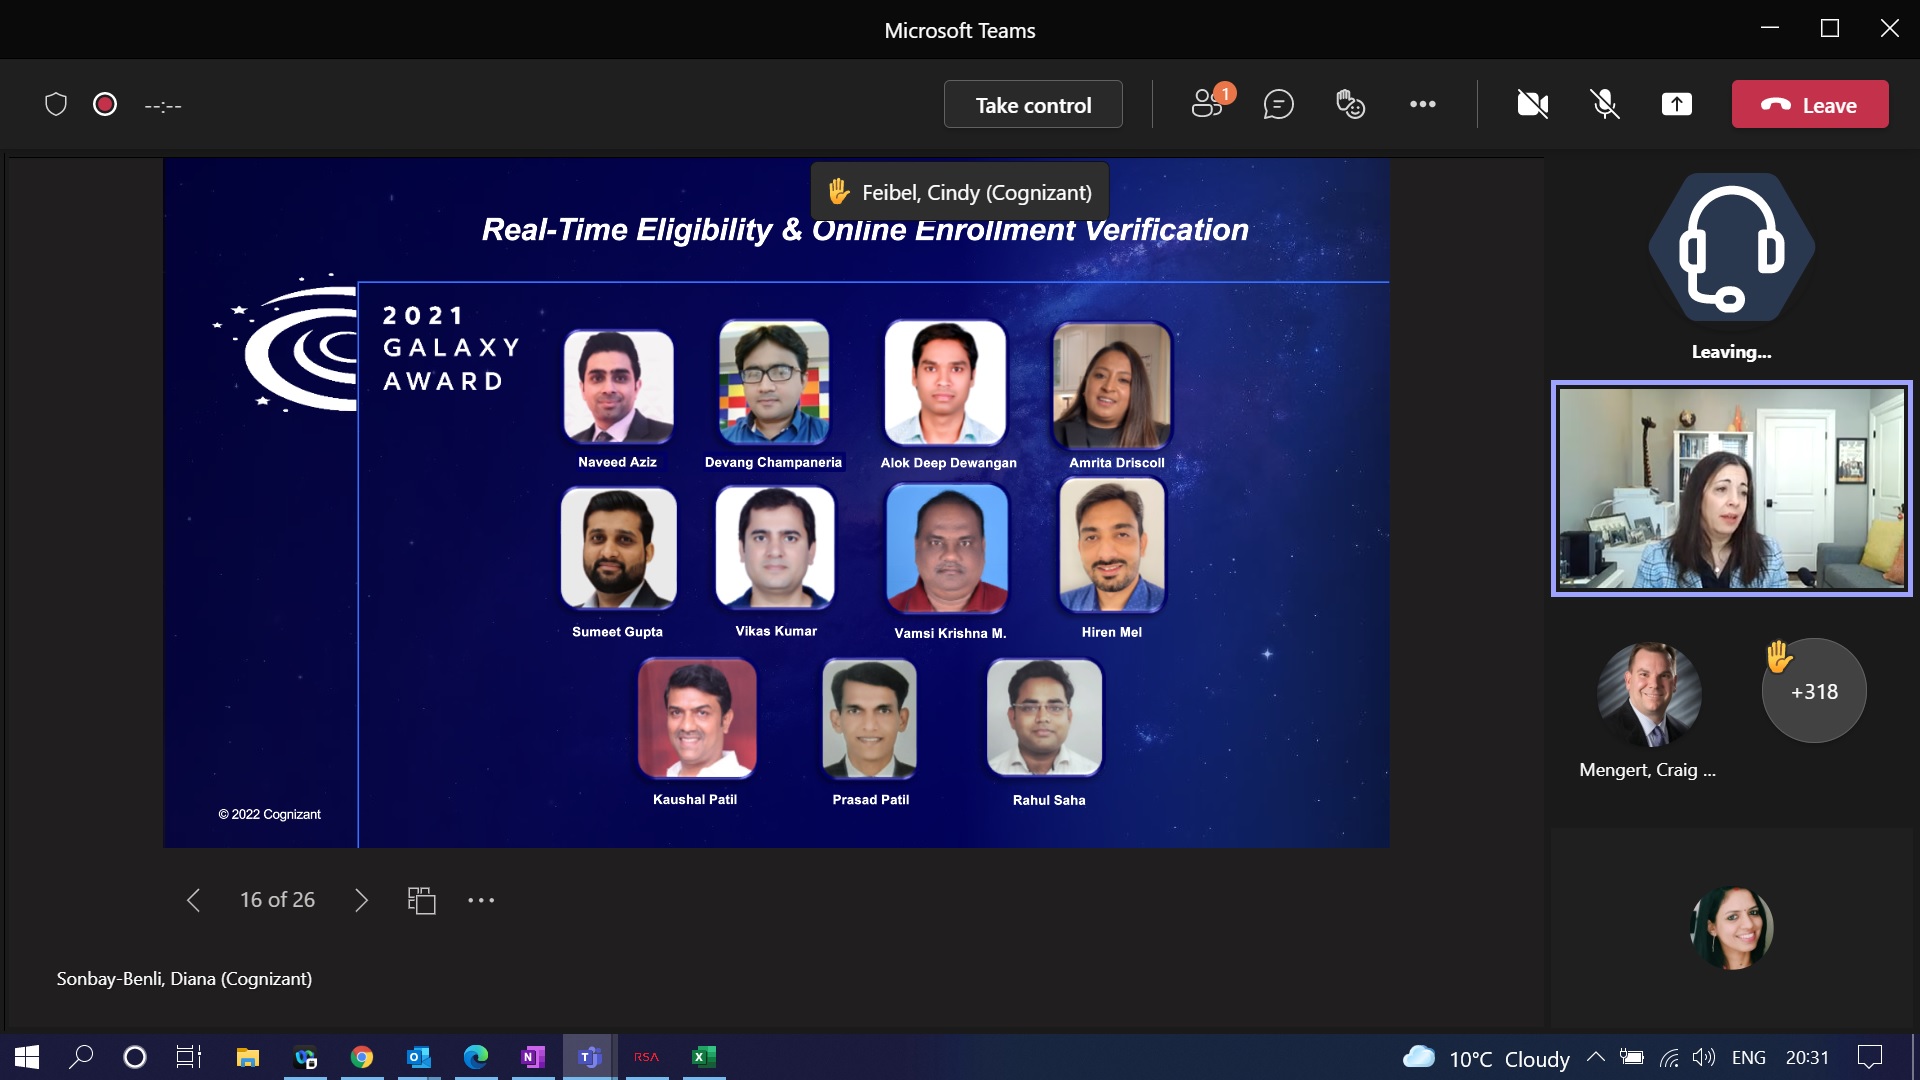 Microsoft Teams
--:--
Take control
1
Leave
Feibel, Cindy (Cognizant)
Real-Time Eligibility & Online Enrollment Verification
2021
GALAXY
AWARD
Naveed Aziz
Devang Champaneria
Alok Deep Dewangan
Amrita Driscoll
Sumeet Gupta
Vikas Kumar
Vamsi Krishna M.
Hiren Mel
Kaushal Patil
Prasad Patil
Rahul Saha
© 2022 Cognizant
Leaving...
+318
Mengert, Craig ...
16 of 26
Sonbay-Benli, Diana (Cognizant)
RSA
10°C Cloudy
ENG
20:31